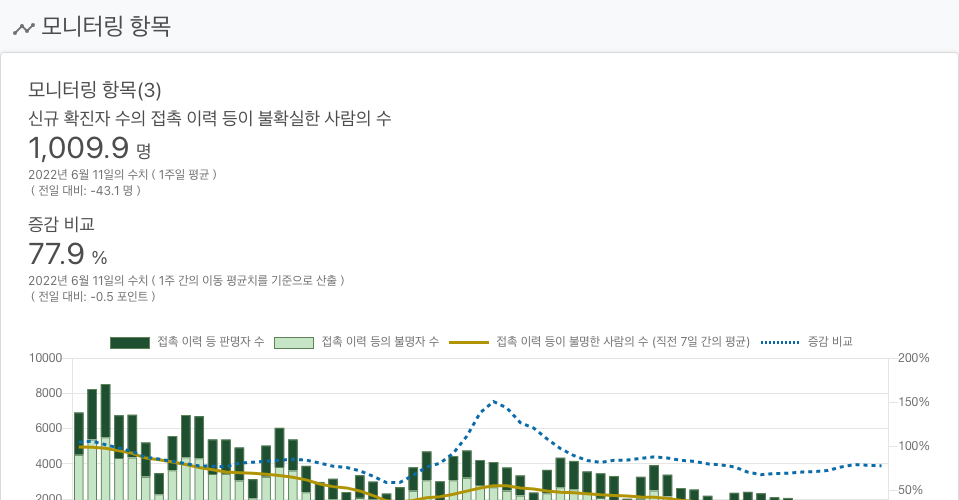 모니터링 항목
모니터링 항목(3)
신규 확진자 수의 접촉 이력 등이 불확실한 사람의 수
1,009.9 명
2022년 6월 11일의 수치 ( 1주일 평균 )
( 전일 대비: -43.1 명 )
증감 비교
77.9 %
2022년 6월 11일의 수치 ( 1주 간의 이동 평균치를 기준으로 산출 )
( 전일 대비: -0.5 포인트 )
접촉 이력 등 판명자 수 접촉 이력 등의 불명자 수 접촉 이력 등이 불명한 사람의 수 (직전 7일 간의 평균) 증감 비교
10000 200%
8000
150%
6000
100%
4000
50%
2000